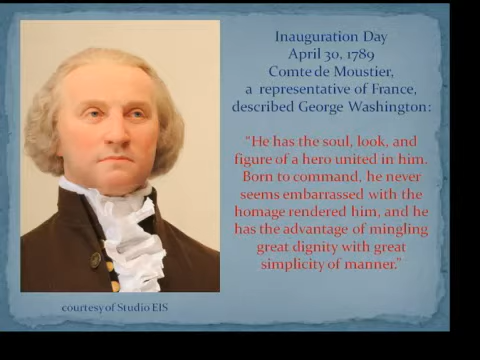 Inauguration Day
April 30, 1789
Comte de Moustier,
a representative of France,
described George Washington:
“He has the soul, look, and
figure of a hero united in him.
Born to command, he never
seems embarrassed with the
homage rendered him, and he
has the advantage of mingling
great dignity with great
simplicity of manner.”
courtesy of Studio EIS